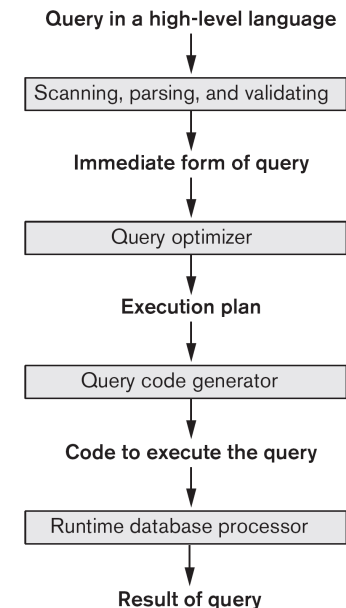 Query in a high-level language
Scanning, parsing, and validating
Immediate form of query
Query optimizer
Execution plan
Query code generator
Code to execute the query
Runtime database processor
Result of query